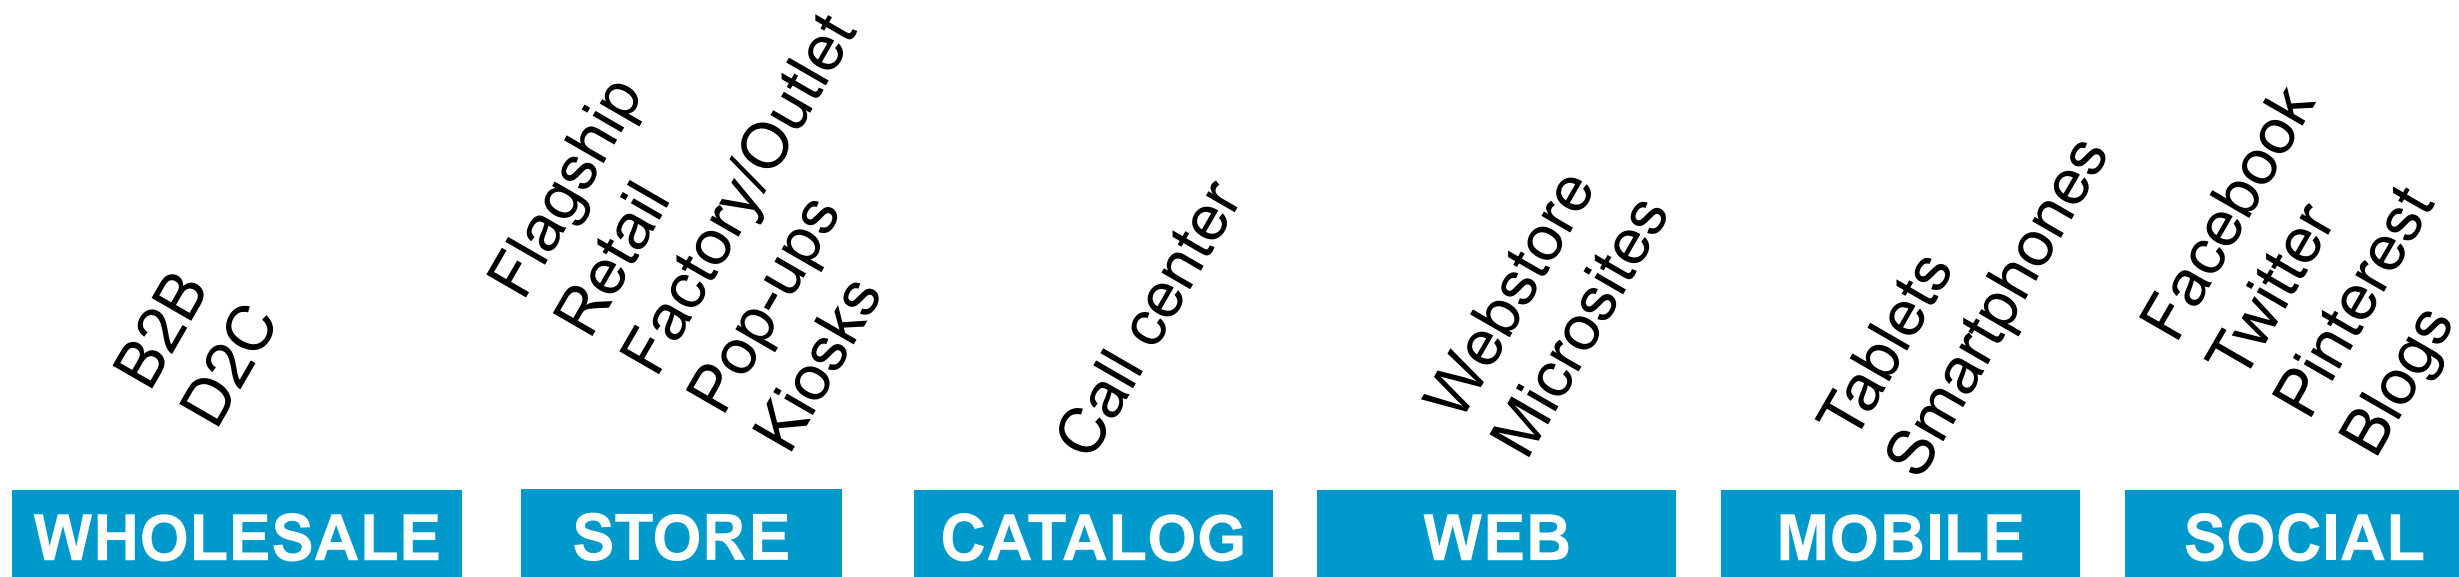 B2B
D2C
WHOLESALE
Flagship
Retail
Factory/Outlet
Pop-ups
Kiosks
STORE
Call center
CATALOG
Webstore
Microsites
WEB
Tablets
Smartphones
MOBILE
Facebook
Twitter
Pinterest
Blogs
SOCIAL